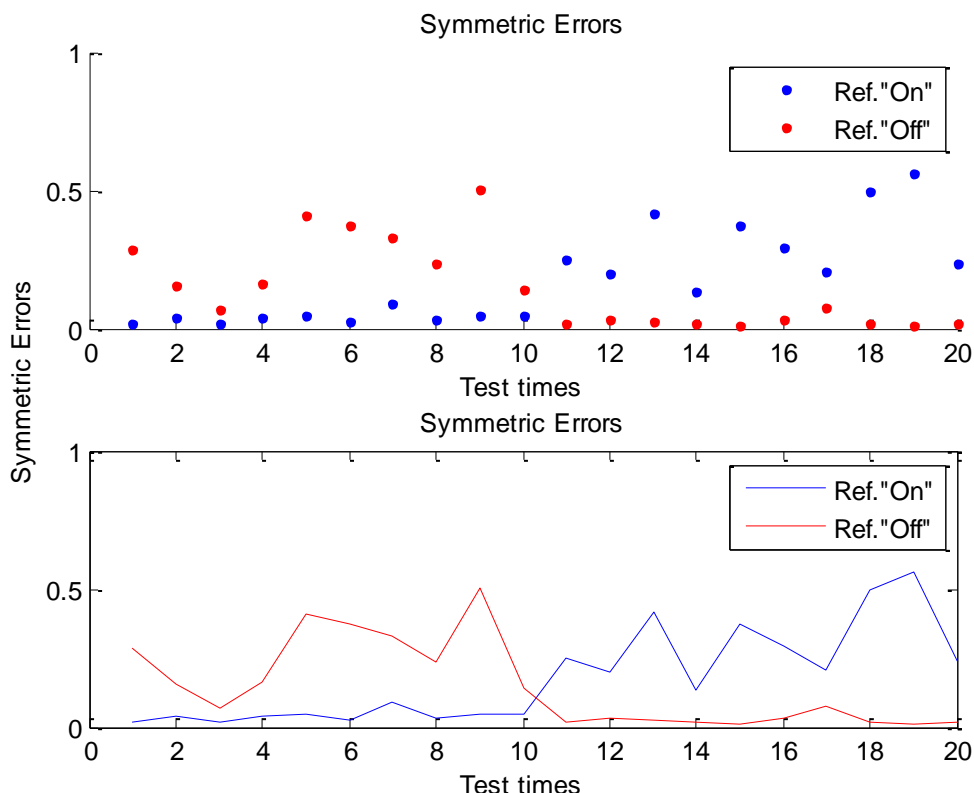 Symmetric Errors
1
0.5
0
Ref."On"
Ref."Off"
0 2 4 6 8 10 12 14 16 18 20
Test times
Symmetric Errors
Symmetric Errors
1
0.5
0
Ref."On"
Ref."Off"
0 2 4 6 8 10 12 14 16 18 20
Test times